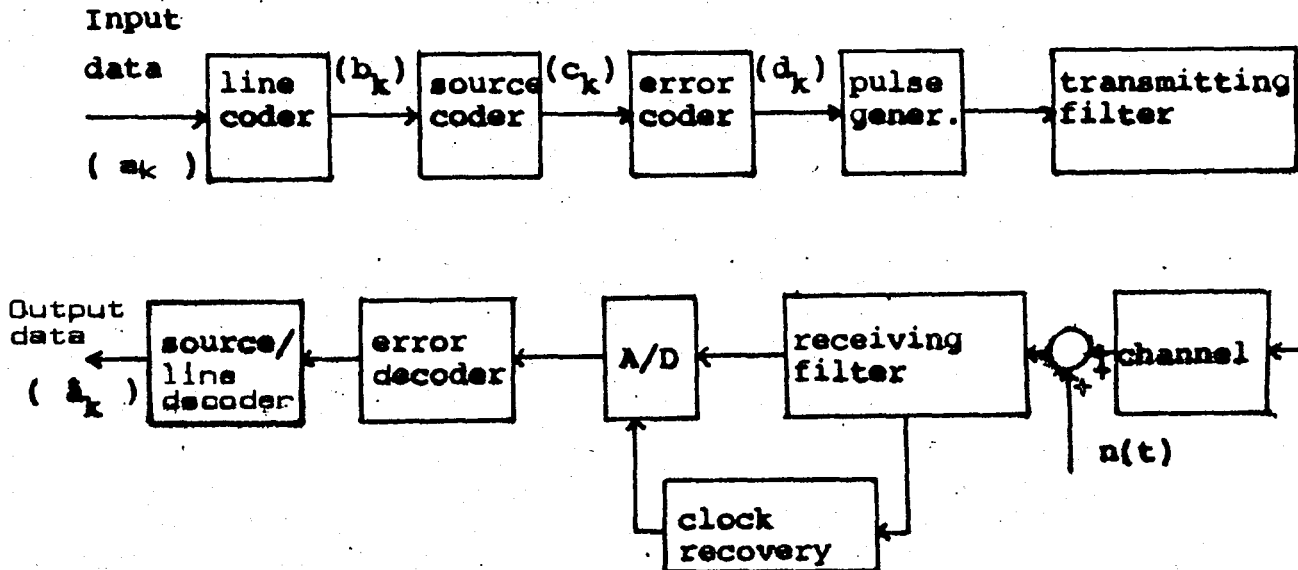 Input
data
( a_k )
line
coder
(b_k)
source
coder
(c_k)
error
coder
(d_k)
pulse
gener.
transmitting
filter
Output
data
( â_k )
source/
line
decoder
error
decoder
A/D
receiving
filter
+
+
channel
n(t)
clock
recovery